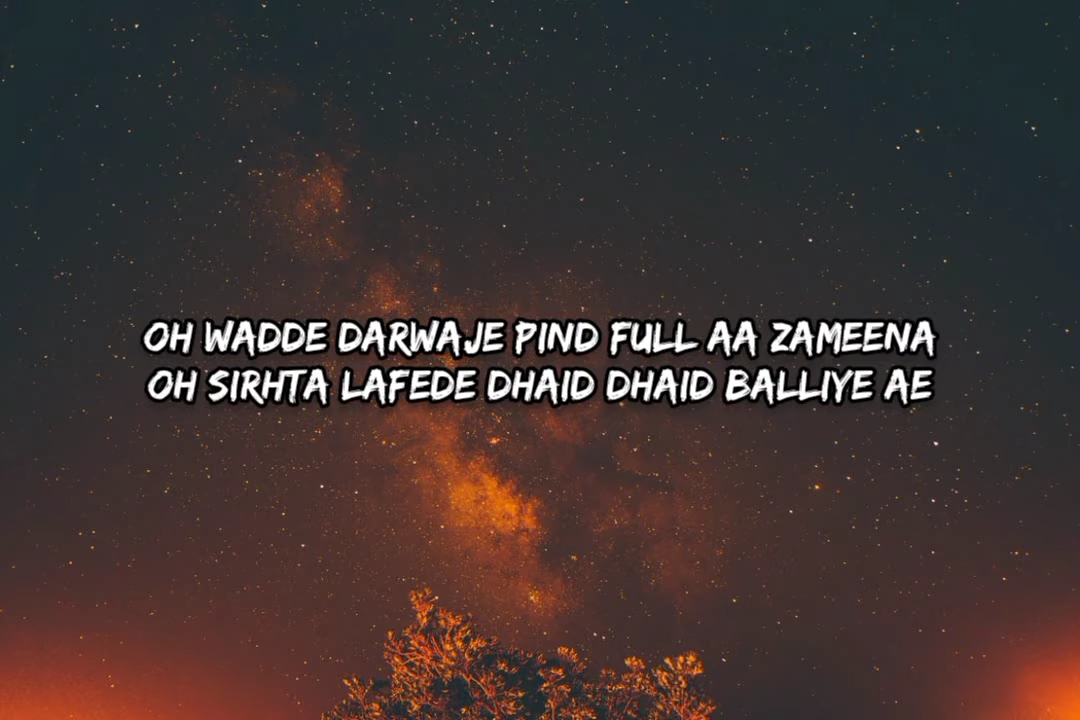 OH WADDE DARWAJE PIND FULL AA ZAMEENA
OH SIRHTA LAFEDE DHAID DHAID BALLIYE AE